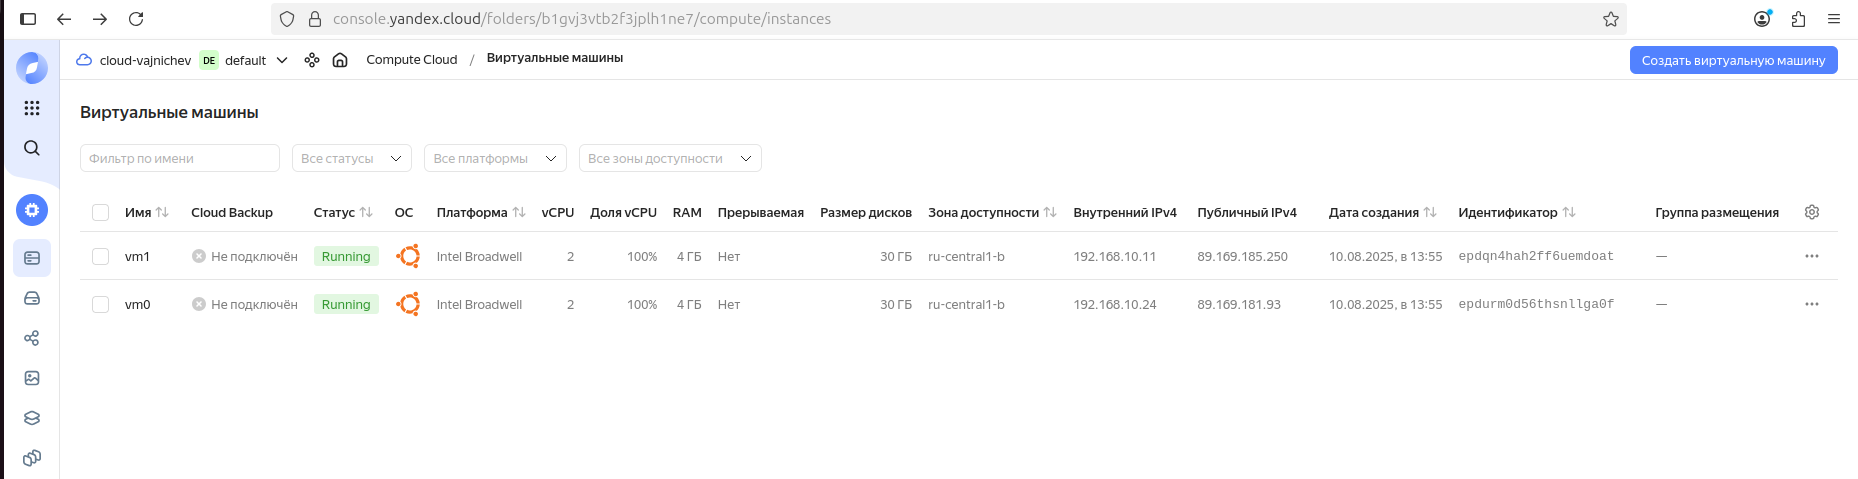 console.yandex.cloud/folders/b1gvj3vtb2f3jplh1ne7/compute/instances
cloud-vajnichev DE default Compute Cloud / Виртуальные машины Создать виртуальную машину
Виртуальные машины
Фильтр по имени Все статусы Все платформы Все зоны доступности
Имя Cloud Backup Статус ОС Платформа vCPU Доля vCPU RAM Прерываемая Размер дисков Зона доступности Внутренний IPv4 Публичный IPv4 Дата создания Идентификатор Группа размещения
vm1 Не подключён Running Intel Broadwell 2 100% 4 ГБ Нет 30 ГБ ru-central1-b 192.168.10.11 89.169.185.250 10.08.2025, в 13:55 epdqn4hah2ff6uemdoat —
vm0 Не подключён Running Intel Broadwell 2 100% 4 ГБ Нет 30 ГБ ru-central1-b 192.168.10.24 89.169.181.93 10.08.2025, в 13:55 epdurm0d56thsnllga0f —